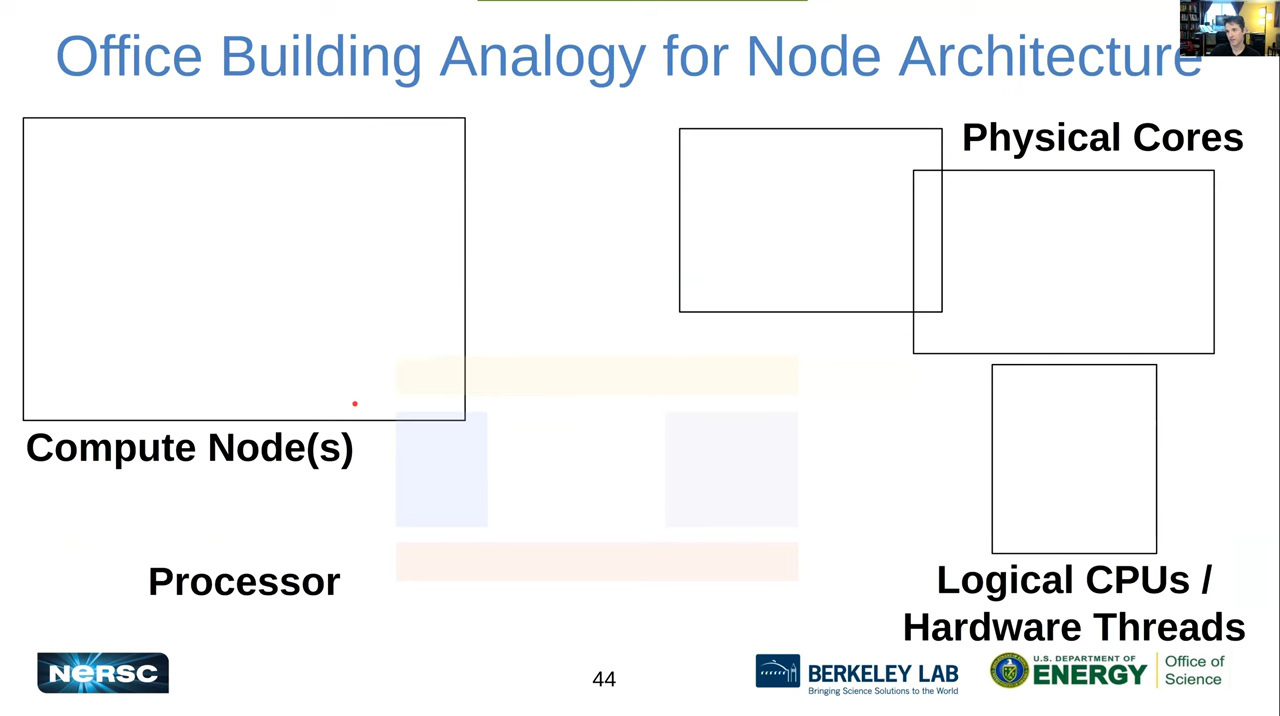 Office Building Analogy for Node Architecture
Physical Cores
Compute Node(s)
Processor
Logical CPUs /
Hardware Threads
NERSC
44
BERKELEY LAB
Bringing Science Solutions to the World
U.S. DEPARTMENT OF
ENERGY
Office of
Science